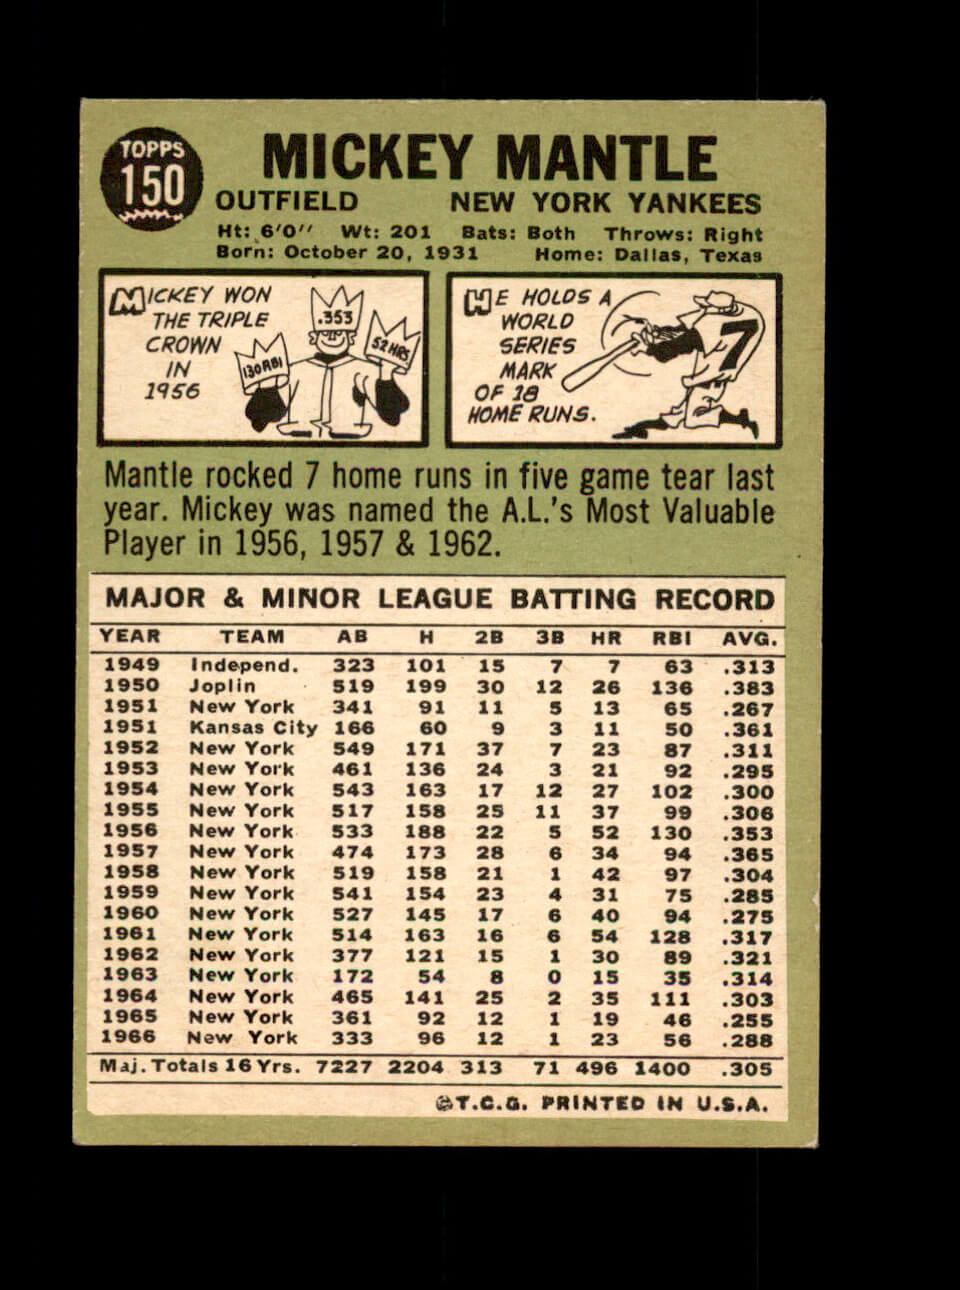 TOPPS
150
MICKEY MANTLE
OUTFIELD NEW YORK YANKEES
Ht: 6'0" Wt: 201 Bats: Both Throws: Right
Born: October 20, 1931 Home: Dallas, Texas
MICKEY WON
THE TRIPLE
CROWN
IN
1956
.353
130 RBI
52 HRS.
HE HOLDS A
WORLD
SERIES
MARK
OF 18
HOME RUNS.
7
Mantle rocked 7 home runs in five game tear last
year. Mickey was named the A.L.'s Most Valuable
Player in 1956, 1957 & 1962.
MAJOR & MINOR LEAGUE BATTING RECORD
YEAR TEAM AB H 2B 3B HR RBI AVG.
1949 Independ. 323 101 15 7 7 63 .313
1950 Joplin 519 199 30 12 26 136 .383
1951 New York 341 91 11 5 13 65 .267
1951 Kansas City 166 60 9 3 11 50 .361
1952 New York 549 171 37 7 23 87 .311
1953 New York 461 136 24 3 21 92 .295
1954 New York 543 163 17 12 27 102 .300
1955 New York 517 158 25 11 37 99 .306
1956 New York 533 188 22 5 52 130 .353
1957 New York 474 173 28 6 34 94 .365
1958 New York 519 158 21 1 42 97 .304
1959 New York 541 154 23 4 31 75 .285
1960 New York 527 145 17 6 40 94 .275
1961 New York 514 163 16 6 54 128 .317
1962 New York 377 121 15 1 30 89 .321
1963 New York 172 54 8 0 15 35 .314
1964 New York 465 141 25 2 35 111 .303
1965 New York 361 92 12 1 19 46 .255
1966 New York 333 96 12 1 23 56 .288
Maj. Totals 16 Yrs. 7227 2204 313 71 496 1400 .305
©T.C.G. PRINTED IN U.S.A.